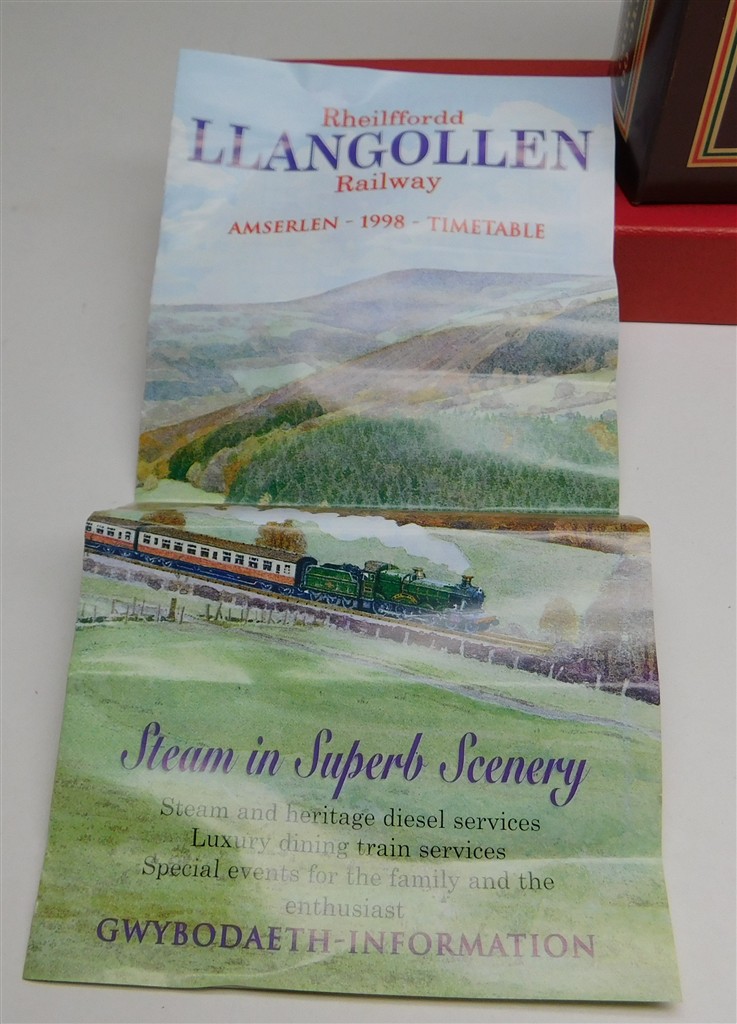 Rheilffordd
LLANGOLLEN
Railway
AMSERLEN - 1998 - TIMETABLE
Steam in Superb Scenery
Steam and heritage diesel services
Luxury dining train services
Special events for the family and the
enthusiast
GWYBODAETH-INFORMATION